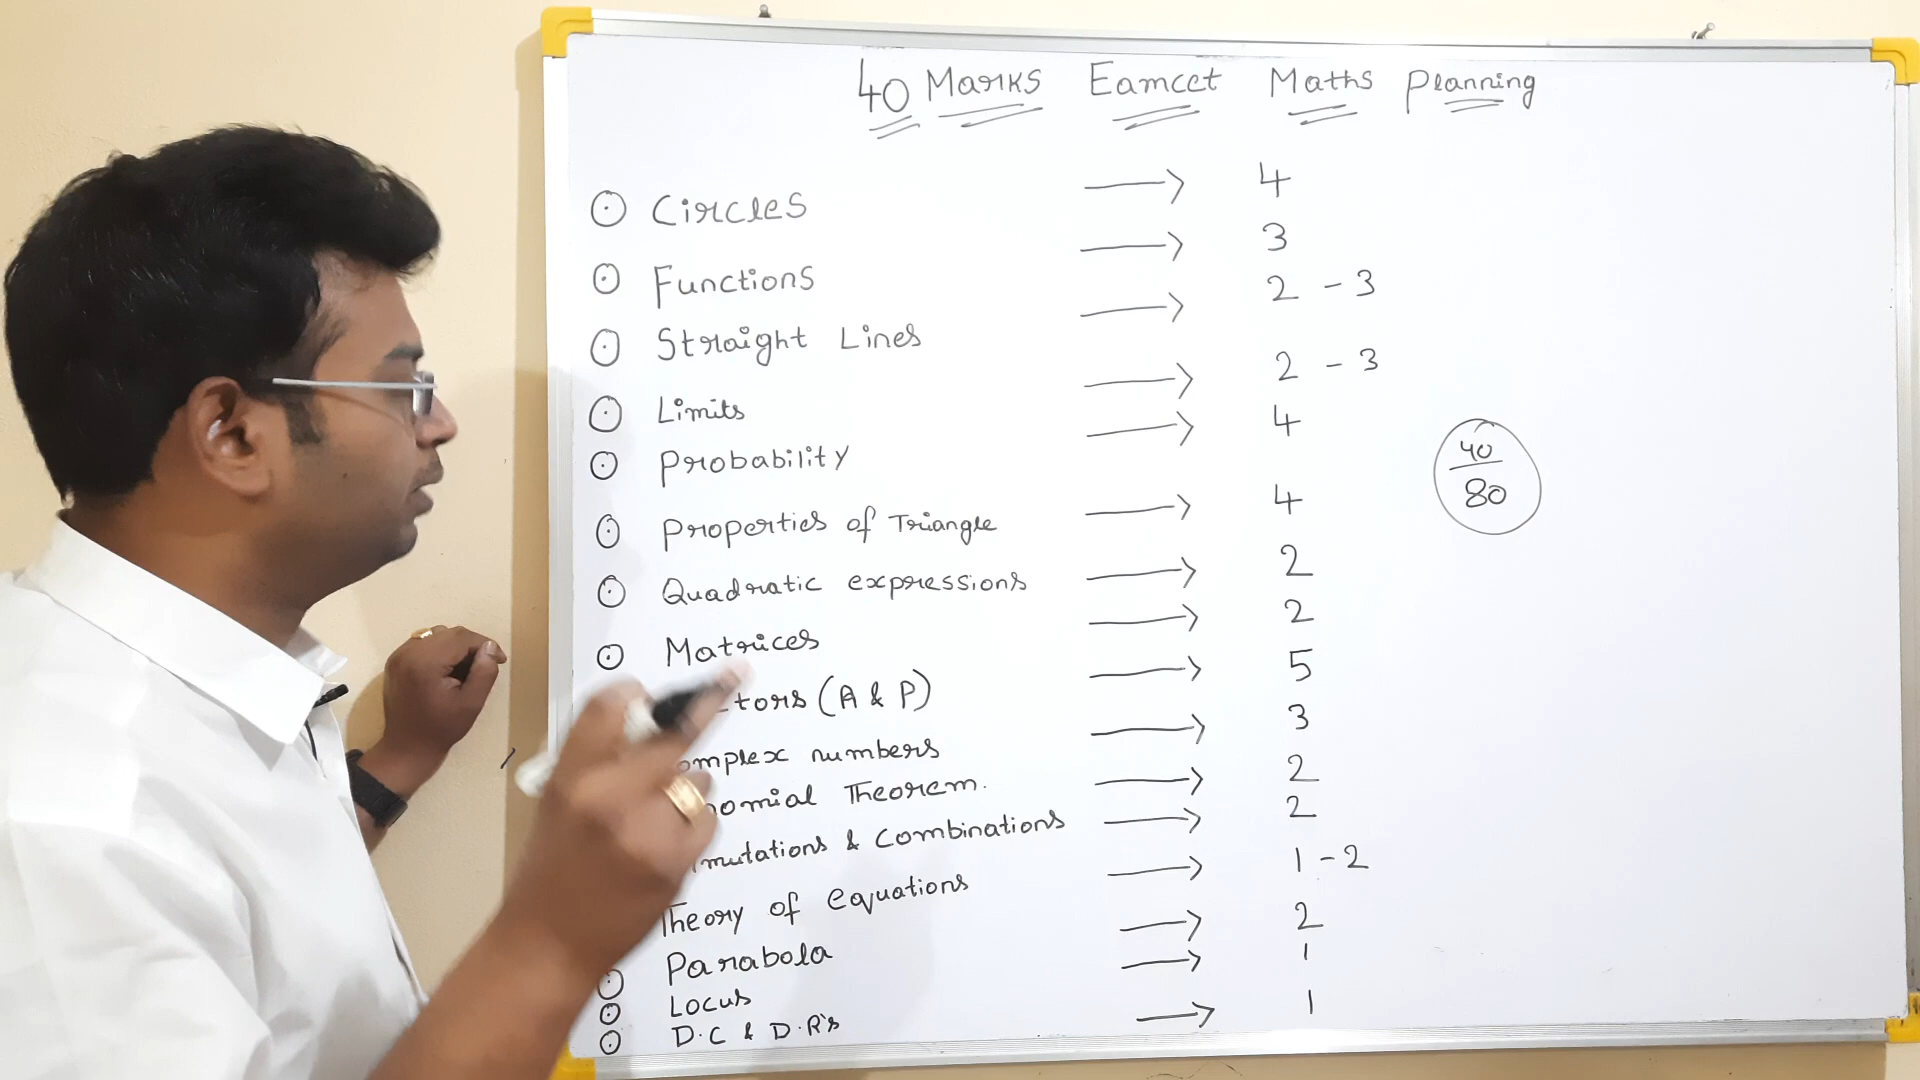 40 Marks Eamcet Maths Planning
Circles → 4
Functions → 3
Straight Lines → 2 - 3
Limits → 2 - 3
Probability → 4
Properties of Triangle → 4
Quadratic expressions → 2
Matrices → 2
tors (A & P) → 5
omplex numbers → 3
nomial Theorem. → 2
mutations & Combinations → 2
Theory of equations → 1 - 2
Parabola → 2
Locus → 1
D.C & D.R's → 1
40
80